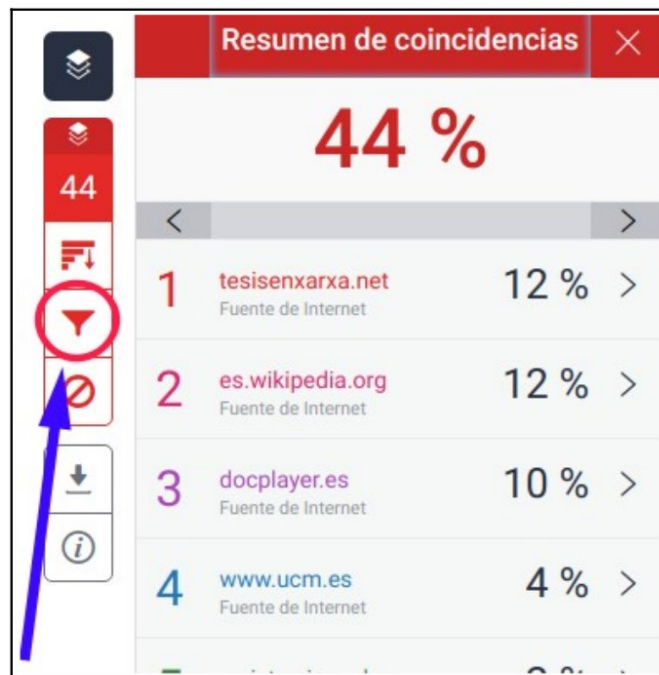 Resumen de coincidencias
44 %
44
1 tesisenxarxa.net 12 %
Fuente de Internet
2 es.wikipedia.org 12 %
Fuente de Internet
3 docplayer.es 10 %
Fuente de Internet
4 www.ucm.es 4 %
Fuente de Internet